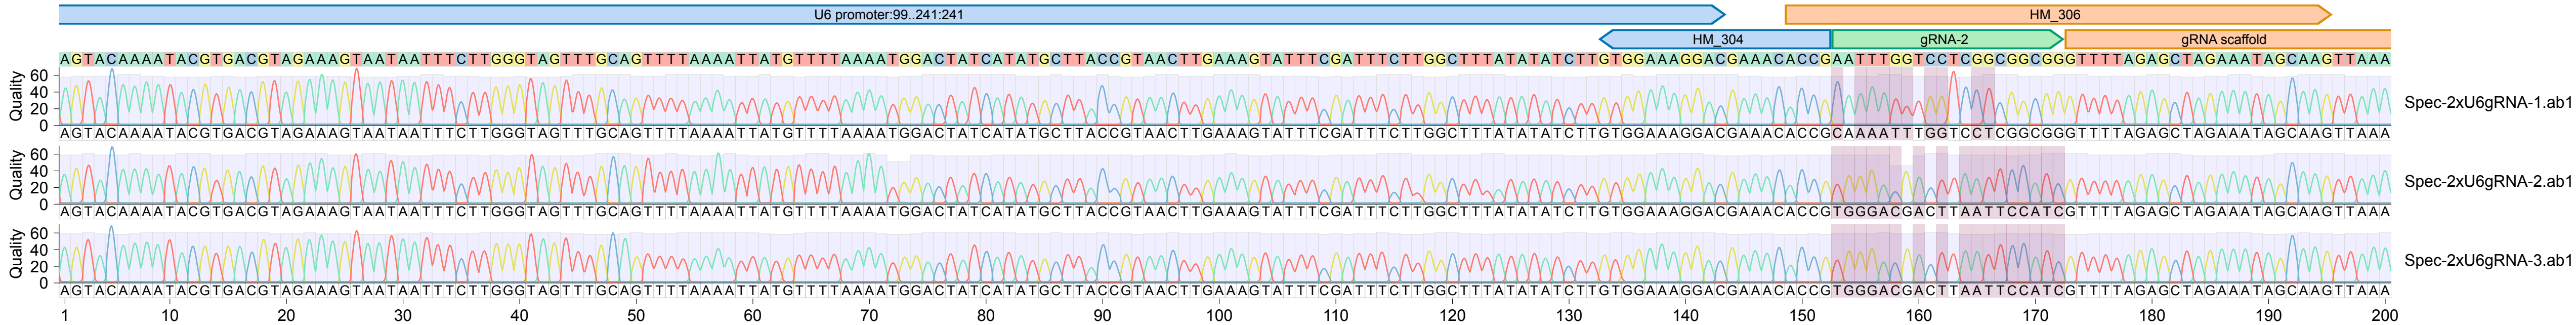 U6 promoter:99..241:241
HM_306
HM_304
gRNA-2
gRNA scaffold
AGTACAAAATACGTGACGTAGAAAGTAATAATTTCTTGGGTAGTTTGCAGTTTTAAAATTATGTTTTAAAATGGACTATCATATGCTTACCGTAACTTGAAAGTATTTCGATTTCTTGGCTTTATATATCTTGTGGAAAGGACGAAACACCGAATTTGGTCCTCGGCGGCGGGTTTTAGAGCTAGAAATAGCAAGTTAAA
Quality
60
40
20
0
Spec-2xU6gRNA-1.ab1
AGTACAAAATACGTGACGTAGAAAGTAATAATTTCTTGGGTAGTTTGCAGTTTTAAAATTATGTTTTAAAATGGACTATCATATGCTTACCGTAACTTGAAAGTATTTCGATTTCTTGGCTTTATATATCTTGTGGAAAGGACGAAACACCGCAAAATTTGGTCCTCGGCGGGTTTTAGAGCTAGAAATAGCAAGTTAAA
Quality
60
40
20
0
Spec-2xU6gRNA-2.ab1
AGTACAAAATACGTGACGTAGAAAGTAATAATTTCTTGGGTAGTTTGCAGTTTTAAAATTATGTTTTAAAATGGACTATCATATGCTTACCGTAACTTGAAAGTATTTCGATTTCTTGGCTTTATATATCTTGTGGAAAGGACGAAACACCGTGGGACGACTTAATTCCATCGTTTTAGAGCTAGAAATAGCAAGTTAAA
Quality
60
40
20
0
Spec-2xU6gRNA-3.ab1
AGTACAAAATACGTGACGTAGAAAGTAATAATTTCTTGGGTAGTTTGCAGTTTTAAAATTATGTTTTAAAATGGACTATCATATGCTTACCGTAACTTGAAAGTATTTCGATTTCTTGGCTTTATATATCTTGTGGAAAGGACGAAACACCGTGGGACGACTTAATTCCATCGTTTTAGAGCTAGAAATAGCAAGTTAAA
1 10 20 30 40 50 60 70 80 90 100 110 120 130 140 150 160 170 180 190 200